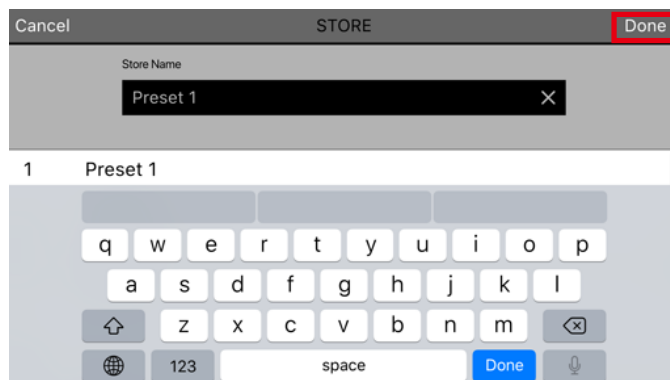 Cancel STORE Done
Store Name
Preset 1
1 Preset 1
q w e r t y u i o p
a s d f g h j k l
z x c v b n m
123 space Done